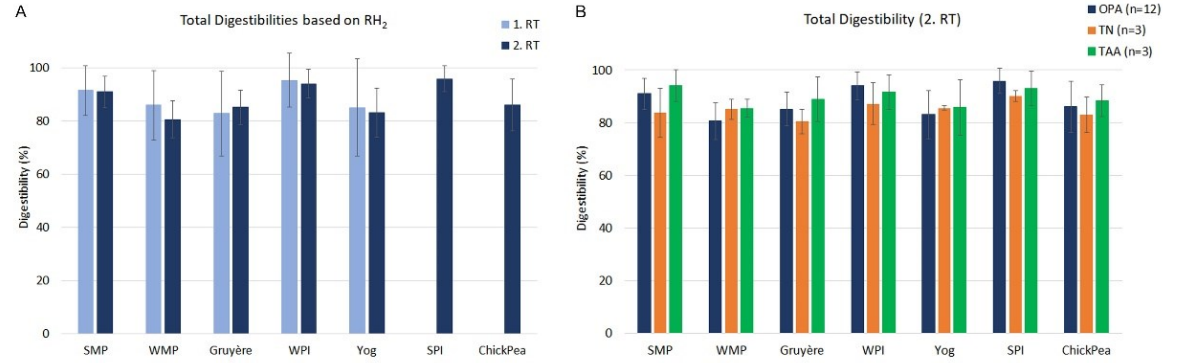 A
Total Digestibilities based on RH₂
1. RT
2. RT
Digestibility (%)
100
80
60
40
20
0
SMP WMP Gruyère WPI Yog SPI ChickPea
B
Total Digestibility (2. RT)
OPA (n=12)
TN (n=3)
TAA (n=3)
Digestibility (%)
100
80
60
40
20
0
SMP WMP Gruyère WPI Yog SPI ChickPea